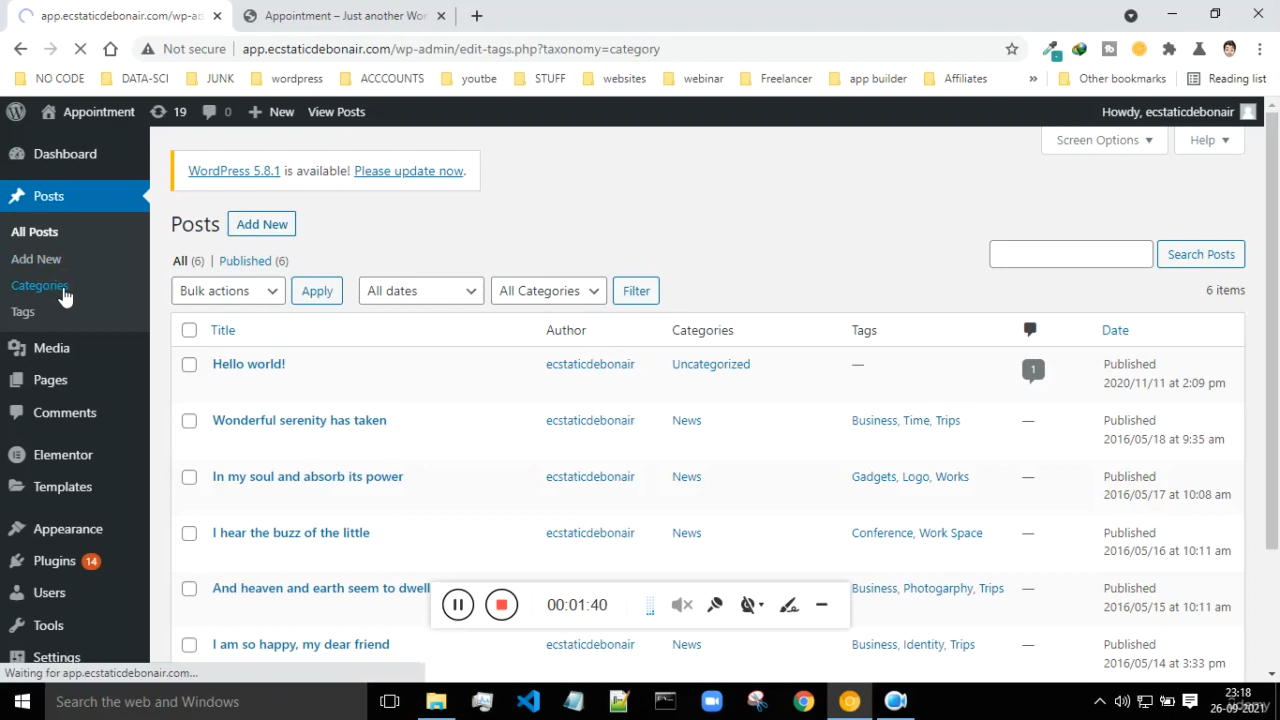 app.ecstaticdebonair.com/wp-ad
Appointment – Just another Wor
Not secure
app.ecstaticdebonair.com/wp-admin/edit-tags.php?taxonomy=category
NO CODE
DATA-SCI
JUNK
wordpress
ACCCOUNTS
youtbe
STUFF
websites
webinar
Freelancer
app builder
Affiliates
»
Other bookmarks
Reading list
Appointment
19
0
New
View Posts
Howdy, ecstaticdebonair
Dashboard
Posts
All Posts
Add New
Categories
Tags
Media
Pages
Comments
Elementor
Templates
Appearance
Plugins 14
Users
Tools
Settings
Screen Options
Help
WordPress 5.8.1 is available! Please update now.
Posts
Add New
All (6) | Published (6)
Search Posts
Bulk actions
Apply
All dates
All Categories
Filter
6 items
Title
Author
Categories
Tags
Date
Hello world!
ecstaticdebonair
Uncategorized
—
1
Published
2020/11/11 at 2:09 pm
Wonderful serenity has taken
ecstaticdebonair
News
Business, Time, Trips
—
Published
2016/05/18 at 9:35 am
In my soul and absorb its power
ecstaticdebonair
News
Gadgets, Logo, Works
—
Published
2016/05/17 at 10:08 am
I hear the buzz of the little
ecstaticdebonair
News
Conference, Work Space
—
Published
2016/05/16 at 10:11 am
And heaven and earth seem to dwell
Business, Photogarphy, Trips
—
Published
2016/05/15 at 10:11 am
00:01:40
I am so happy, my dear friend
ecstaticdebonair
News
Business, Identity, Trips
—
Published
2016/05/14 at 3:33 pm
Waiting for app.ecstaticdebonair.com...
Search the web and Windows
23:18
26-09-2021